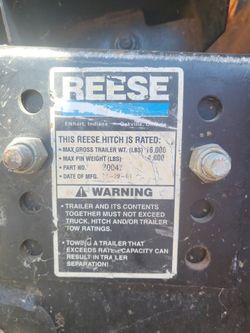 REESE
Elkhart, Indiana Oakville, Ontario
THIS REESE HITCH IS RATED:
• MAX GROSS TRAILER WT. (LBS)
• MAX PIN WEIGHT (LBS)
• PART NO.
• DATE OF MFG.
WARNING
• TRAILER AND ITS CONTENTS
TOGETHER MUST NOT EXCEED
TRUCK, HITCH AND/OR TRAILER
TOW RATINGS.
• TOWING A TRAILER THAT
EXCEEDS RATED CAPACITY CAN
RESULT IN TRAILER
SEPARATION!